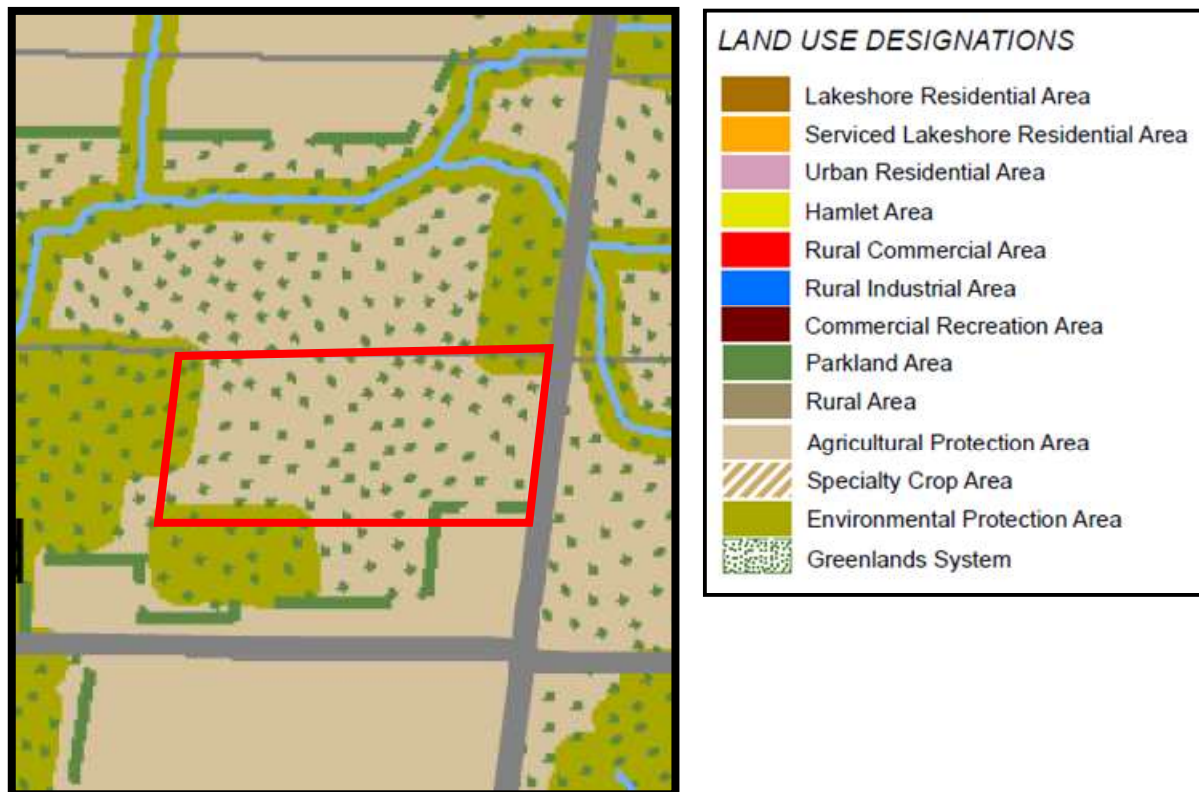 LAND USE DESIGNATIONS
Lakeshore Residential Area
Serviced Lakeshore Residential Area
Urban Residential Area
Hamlet Area
Rural Commercial Area
Rural Industrial Area
Commercial Recreation Area
Parkland Area
Rural Area
Agricultural Protection Area
Specialty Crop Area
Environmental Protection Area
Greenlands System